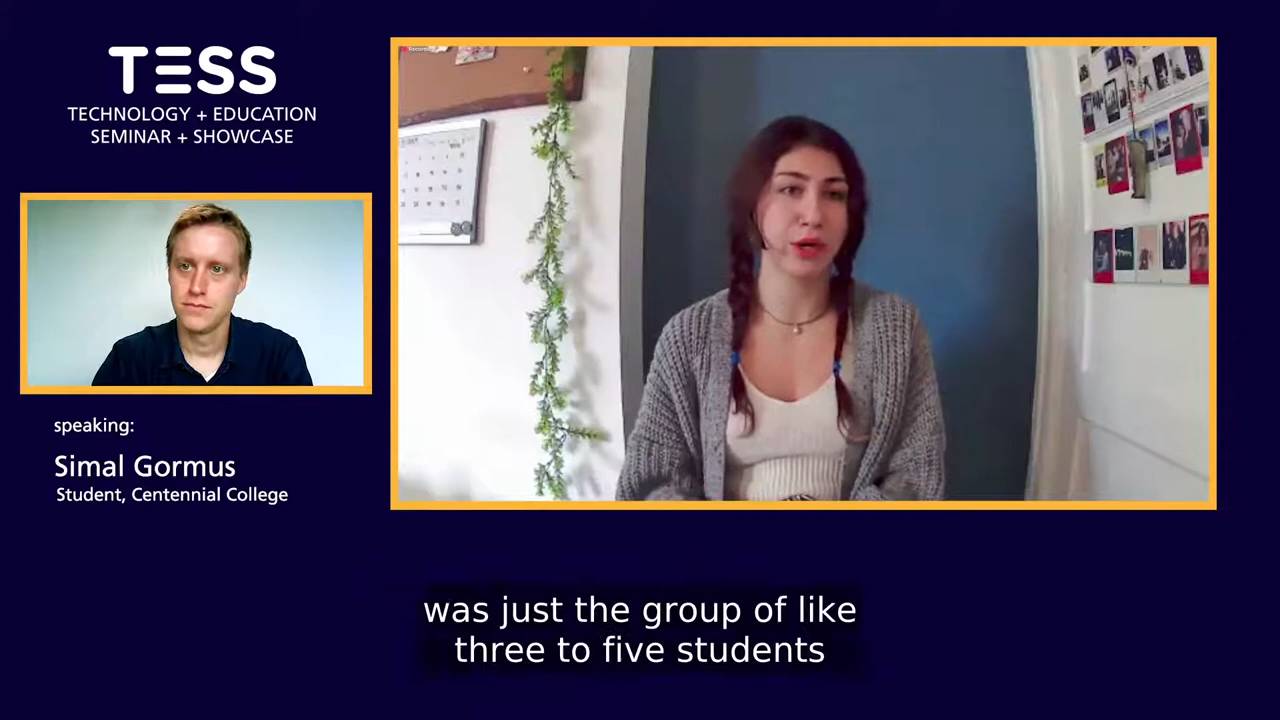 TESS
TECHNOLOGY + EDUCATION
SEMINAR + SHOWCASE
speaking:
Simal Gormus
Student, Centennial College
was just the group of like
three to five students